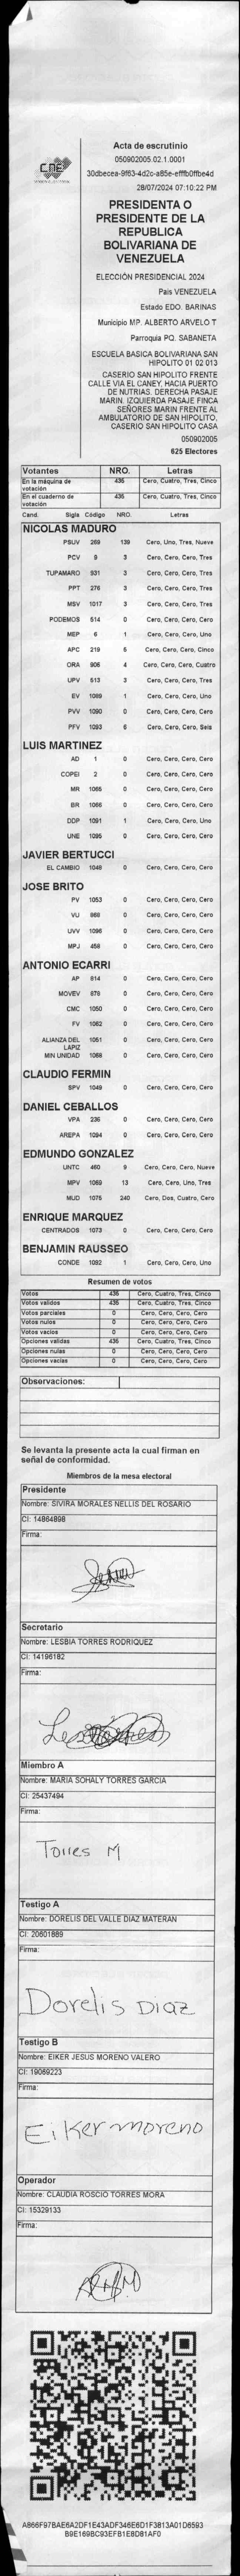 CNE
Acta de escrutinio
050902005.02.1.0001
30dbecea-9f63-4d2c-a85e-efffb0ffbe4d
28/07/2024 07:10:22 PM
PRESIDENTA O
PRESIDENTE DE LA
REPUBLICA
BOLIVARIANA DE
VENEZUELA
ELECCIÓN PRESIDENCIAL 2024
Pais VENEZUELA
Estado EDO. BARINAS
Municipio MP. ALBERTO ARVELO T
Parroquia PQ. SABANETA
ESCUELA BASICA BOLIVARIANA SAN
HIPOLITO 01 02 013
CASERIO SAN HIPOLITO FRENTE
CALLE VIA EL CANEY. HACIA PUERTO
DE NUTRIAS. DERECHA PASAJE
MARIN. IZQUIERDA PASAJE FINCA
SEÑORES MARIN FRENTE AL
AMBULATORIO DE SAN HIPOLITO,
CASERIO SAN HIPOLITO CASA
050902005
625 Electores
Votantes NRO. Letras
En la máquina de votación 435 Cero, Cuatro, Tres, Cinco
En el cuaderno de votación 435 Cero, Cuatro, Tres, Cinco
Cand. Sigla Código NRO. Letras
NICOLAS MADURO
PSUV 269 139 Cero, Uno, Tres, Nueve
PCV 9 3 Cero, Cero, Cero, Tres
TUPAMARO 931 3 Cero, Cero, Cero, Tres
PPT 276 3 Cero, Cero, Cero, Tres
MSV 1017 3 Cero, Cero, Cero, Tres
PODEMOS 514 0 Cero, Cero, Cero, Cero
MEP 6 1 Cero, Cero, Cero, Uno
APC 219 5 Cero, Cero, Cero, Cinco
ORA 906 4 Cero, Cero, Cero, Cuatro
UPV 513 3 Cero, Cero, Cero, Tres
EV 1089 1 Cero, Cero, Cero, Uno
PVV 1090 0 Cero, Cero, Cero, Cero
PFV 1093 6 Cero, Cero, Cero, Seis
LUIS MARTINEZ
AD 1 0 Cero, Cero, Cero, Cero
COPEI 2 0 Cero, Cero, Cero, Cero
MR 1065 0 Cero, Cero, Cero, Cero
BR 1066 0 Cero, Cero, Cero, Cero
DDP 1091 1 Cero, Cero, Cero, Uno
UNE 1095 0 Cero, Cero, Cero, Cero
JAVIER BERTUCCI
EL CAMBIO 1048 0 Cero, Cero, Cero, Cero
JOSE BRITO
PV 1053 0 Cero, Cero, Cero, Cero
VU 868 0 Cero, Cero, Cero, Cero
UVV 1096 0 Cero, Cero, Cero, Cero
MPJ 458 0 Cero, Cero, Cero, Cero
ANTONIO ECARRI
AP 814 0 Cero, Cero, Cero, Cero
MOVEV 878 0 Cero, Cero, Cero, Cero
CMC 1050 0 Cero, Cero, Cero, Cero
FV 1062 0 Cero, Cero, Cero, Cero
ALIANZA DEL LAPIZ 1051 0 Cero, Cero, Cero, Cero
MIN UNIDAD 1068 0 Cero, Cero, Cero, Cero
CLAUDIO FERMIN
SPV 1049 0 Cero, Cero, Cero, Cero
DANIEL CEBALLOS
VPA 236 0 Cero, Cero, Cero, Cero
AREPA 1094 0 Cero, Cero, Cero, Cero
EDMUNDO GONZALEZ
UNTC 460 9 Cero, Cero, Cero, Nueve
MPV 1069 13 Cero, Cero, Uno, Tres
MUD 1075 240 Cero, Dos, Cuatro, Cero
ENRIQUE MARQUEZ
CENTRADOS 1073 0 Cero, Cero, Cero, Cero
BENJAMIN RAUSSEO
CONDE 1092 1 Cero, Cero, Cero, Uno
Resumen de votos
Votos 435 Cero, Cuatro, Tres, Cinco
Votos validos 435 Cero, Cuatro, Tres, Cinco
Votos parciales 0 Cero, Cero, Cero, Cero
Votos nulos 0 Cero, Cero, Cero, Cero
Votos vacios 0 Cero, Cero, Cero, Cero
Opciones validas 435 Cero, Cuatro, Tres, Cinco
Opciones nulas 0 Cero, Cero, Cero, Cero
Opciones vacías 0 Cero, Cero, Cero, Cero
Observaciones:
Se levanta la presente acta la cual firman en
señal de conformidad.
Miembros de la mesa electoral
Presidente
Nombre: SIVIRA MORALES NELLIS DEL ROSARIO
CI: 14864898
Firma:
Secretario
Nombre: LESBIA TORRES RODRIQUEZ
CI: 14196182
Firma:
Miembro A
Nombre: MARIA SOHALY TORRES GARCIA
CI: 25437494
Firma:
Torres M
Testigo A
Nombre: DORELIS DEL VALLE DIAZ MATERAN
CI: 20601889
Firma:
Dorelis Diaz
Testigo B
Nombre: EIKER JESUS MORENO VALERO
CI: 19069223
Firma:
Eiker moreno
Operador
Nombre: CLAUDIA ROSCIO TORRES MORA
CI: 15329133
Firma:
A866F97BAE6A2DF1E43ADF346E6D1F3813A01D6593
B9E169BC93EFB1E8D81AF0